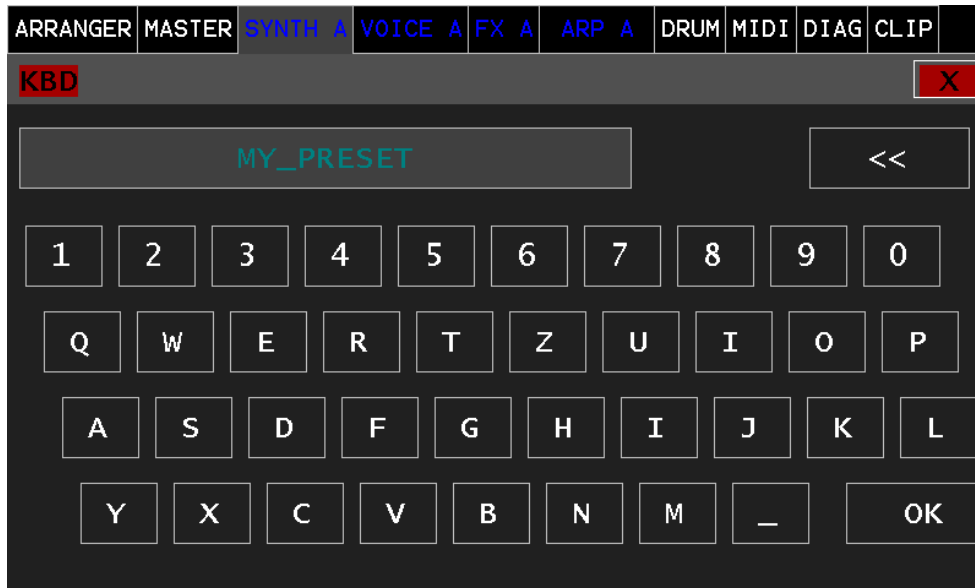 ARRANGER MASTER SYNTH A VOICE A FX A ARP A DRUM MIDI DIAG CLIP
KBD X
MY_PRESET <<
1 2 3 4 5 6 7 8 9 0
Q W E R T Z U I O P
A S D F G H I J K L
Y X C V B N M _ OK